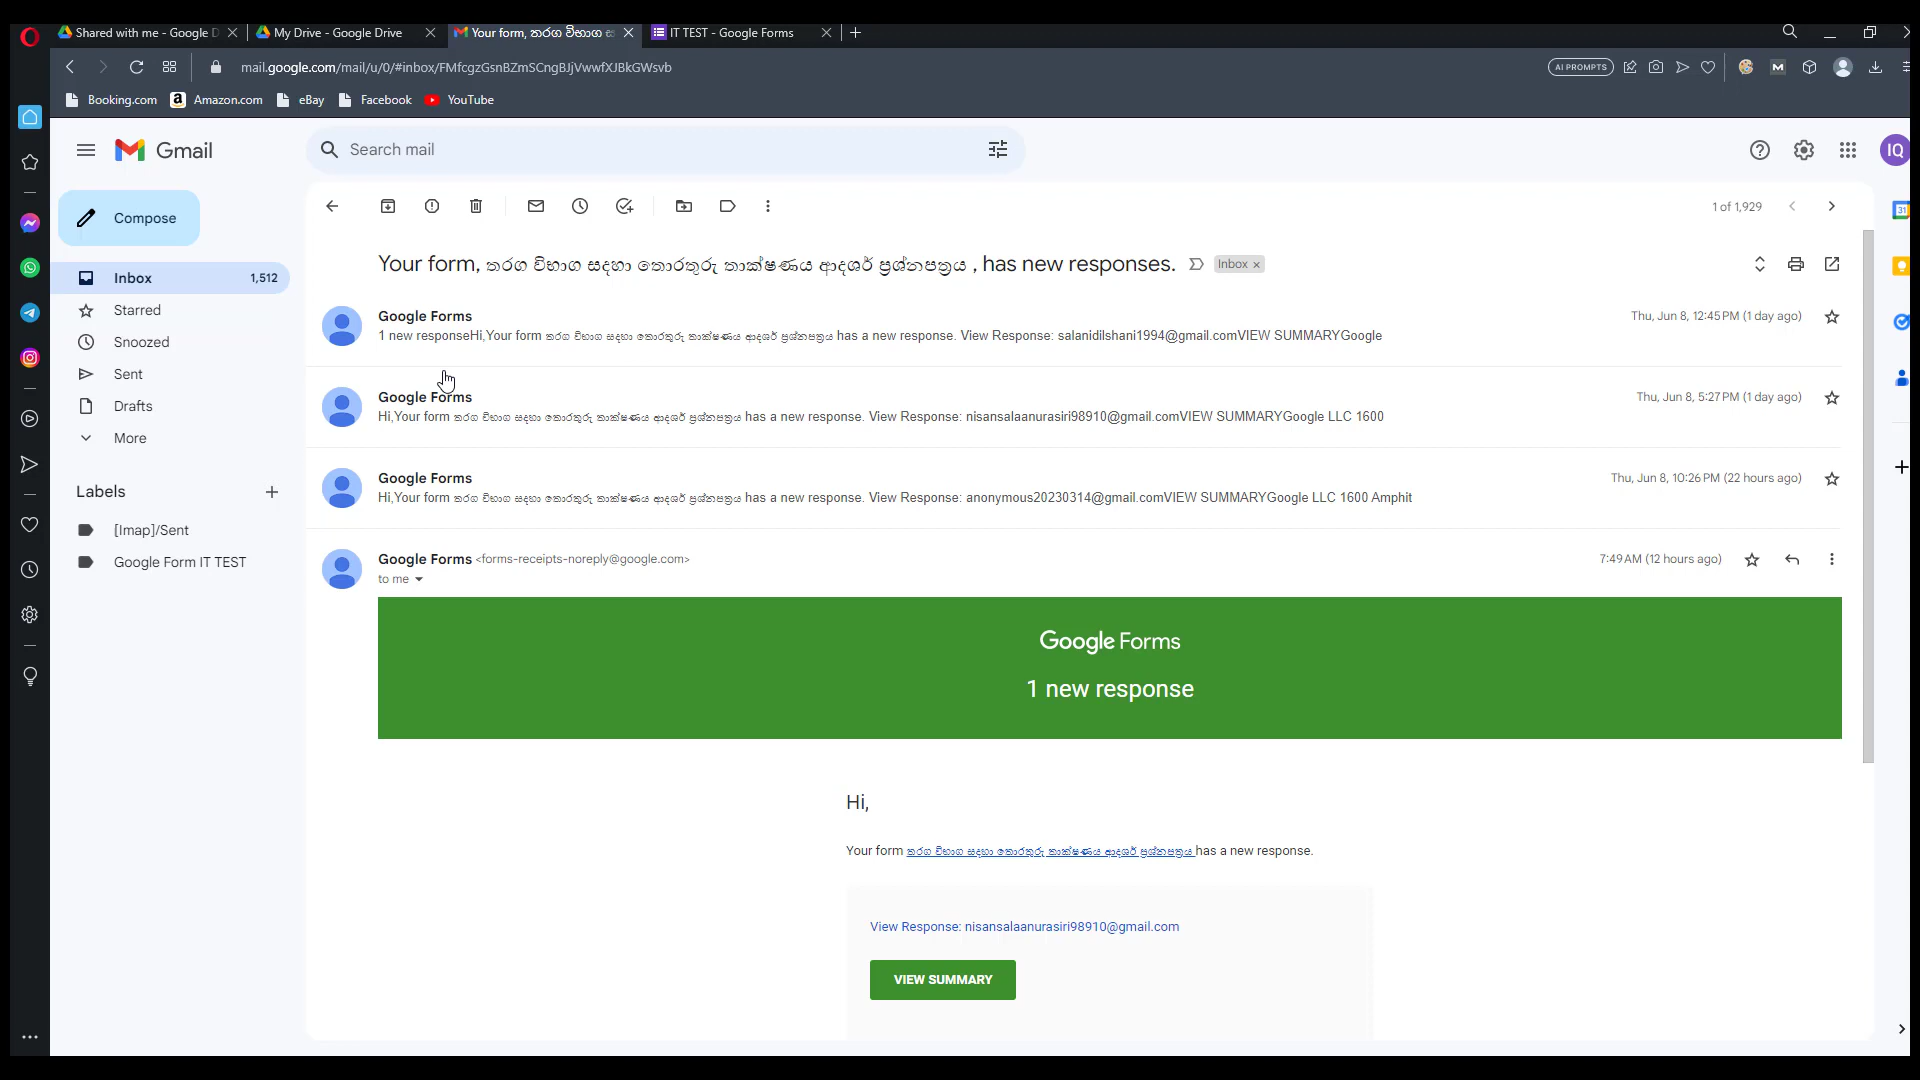 Shared with me - Google D
My Drive - Google Drive
Your form, තරග විභාග ස
IT TEST - Google Forms
mail.google.com/mail/u/0/#inbox/FMfcgzGsnBZmSCngBJjVwwfXJBkGWsvb
AI PROMPTS
Booking.com
Amazon.com
eBay
Facebook
YouTube
Gmail
Search mail
IQ
Compose
1 of 1,929
Inbox 1,512
Starred
Snoozed
Sent
Drafts
More
Labels
[Imap]/Sent
Google Form IT TEST
Your form, තරග විභාග සදහා තොරතුරු තාක්ෂණය ආදර්ශ ප්‍රශ්නපත්‍රය , has new responses.
Inbox
Google Forms
Thu, Jun 8, 12:45 PM (1 day ago)
1 new responseHi,Your form තරග විභාග සදහා තොරතුරු තාක්ෂණය ආදර්ශ ප්‍රශ්නපත්‍රය has a new response. View Response: salanidilshani1994@gmail.comVIEW SUMMARYGoogle
Google Forms
Thu, Jun 8, 5:27 PM (1 day ago)
Hi,Your form තරග විභාග සදහා තොරතුරු තාක්ෂණය ආදර්ශ ප්‍රශ්නපත්‍රය has a new response. View Response: nisansalaanurasiri98910@gmail.comVIEW SUMMARYGoogle LLC 1600
Google Forms
Thu, Jun 8, 10:26 PM (22 hours ago)
Hi,Your form තරග විභාග සදහා තොරතුරු තාක්ෂණය ආදර්ශ ප්‍රශ්නපත්‍රය has a new response. View Response: anonymous20230314@gmail.comVIEW SUMMARYGoogle LLC 1600 Amphit
Google Forms <forms-receipts-noreply@google.com>
7:49 AM (12 hours ago)
to me
Google Forms
1 new response
Hi,
Your form තරග විභාග සදහා තොරතුරු තාක්ෂණය ආදර්ශ ප්‍රශ්නපත්‍රය has a new response.
View Response: nisansalaanurasiri98910@gmail.com
VIEW SUMMARY
31